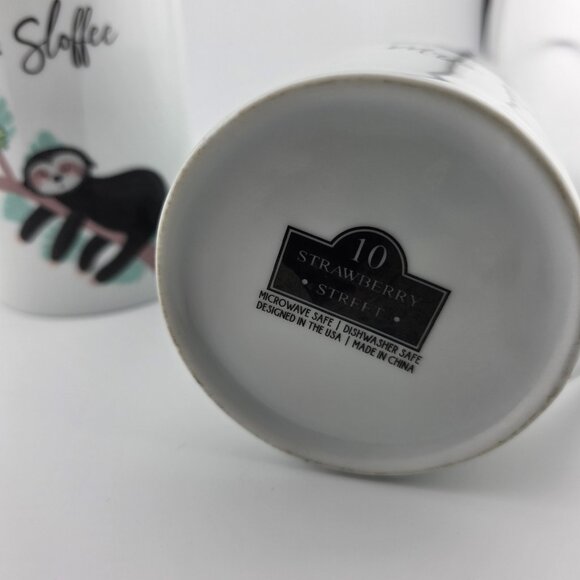 Sloffee
10
STRAWBERRY
• STREET •
MICROWAVE SAFE | DISHWASHER SAFE
DESIGNED IN THE USA | MADE IN CHINA